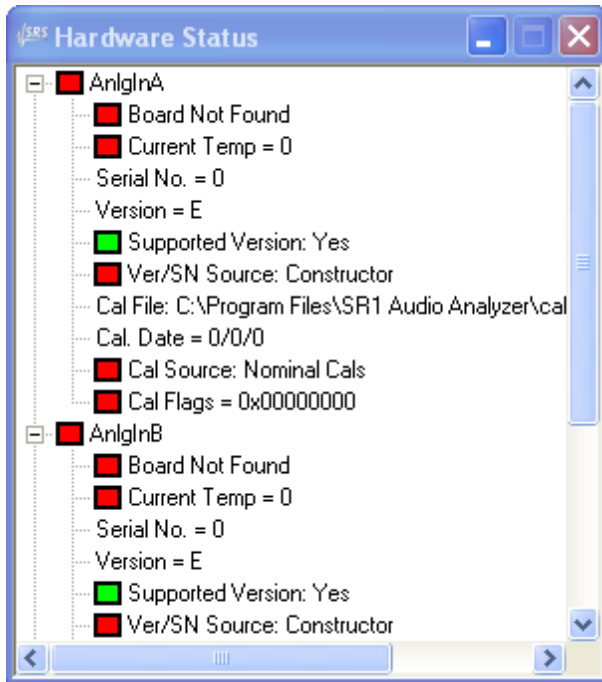 SRS Hardware Status
AnlgInA
Board Not Found
Current Temp = 0
Serial No. = 0
Version = E
Supported Version: Yes
Ver/SN Source: Constructor
Cal File: C:\Program Files\SR1 Audio Analyzer\cal
Cal. Date = 0/0/0
Cal Source: Nominal Cals
Cal Flags = 0x00000000
AnlgInB
Board Not Found
Current Temp = 0
Serial No. = 0
Version = E
Supported Version: Yes
Ver/SN Source: Constructor